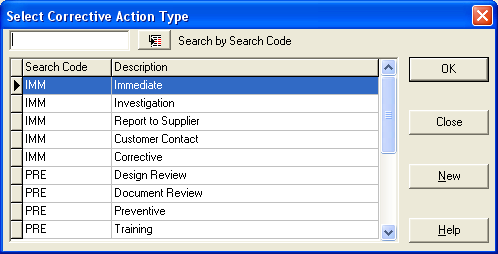 Select Corrective Action Type
Search by Search Code
Search Code Description
IMM Immediate
IMM Investigation
IMM Report to Supplier
IMM Customer Contact
IMM Corrective
PRE Design Review
PRE Document Review
PRE Preventive
PRE Training
OK
Close
New
Help